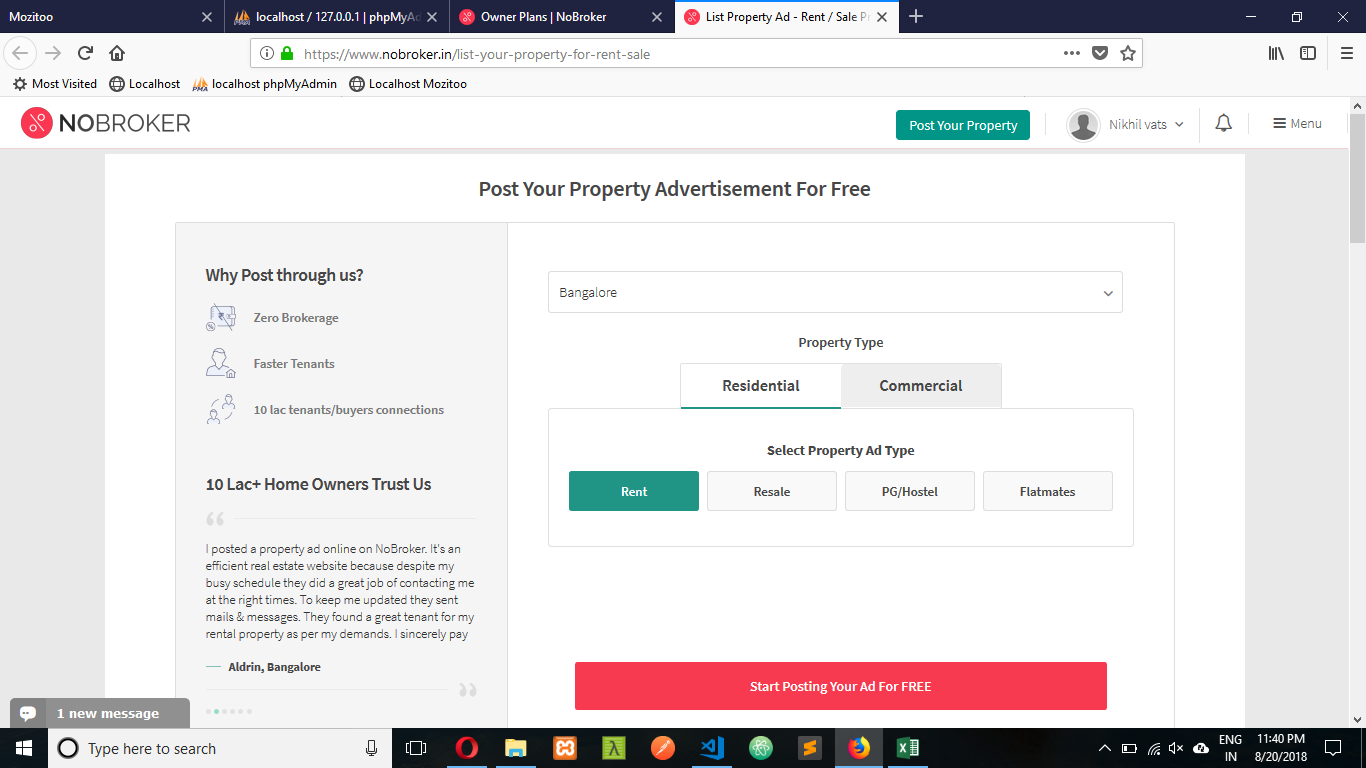 Mozitoo
localhost / 127.0.0.1 | phpMyAd
Owner Plans | NoBroker
List Property Ad - Rent / Sale Pr
https://www.nobroker.in/list-your-property-for-rent-sale
Most Visited
Localhost
PMA
localhost phpMyAdmin
Localhost Mozitoo
NOBROKER
Post Your Property
Nikhil vats
Menu
Post Your Property Advertisement For Free
Why Post through us?
Zero Brokerage
Faster Tenants
10 lac tenants/buyers connections
10 Lac+ Home Owners Trust Us
I posted a property ad online on NoBroker. It's an
efficient real estate website because despite my
busy schedule they did a great job of contacting me
at the right times. To keep me updated they sent
mails & messages. They found a great tenant for my
rental property as per my demands. I sincerely pay
Aldrin, Bangalore
1 new message
Bangalore
Property Type
Residential
Commercial
Select Property Ad Type
Rent
Resale
PG/Hostel
Flatmates
Start Posting Your Ad For FREE
Type here to search
ENG
IN
11:40 PM
8/20/2018